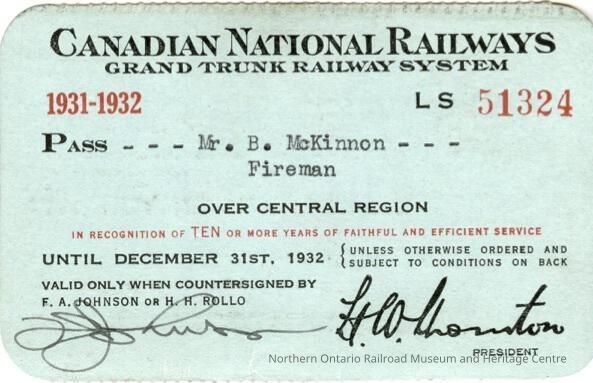 CANADIAN NATIONAL RAILWAYS
GRAND TRUNK RAILWAY SYSTEM
1931-1932 LS 51324
PASS - - - Mr. B. McKinnon - - -
Fireman
OVER CENTRAL REGION
IN RECOGNITION OF TEN OR MORE YEARS OF FAITHFUL AND EFFICIENT SERVICE
UNTIL DECEMBER 31ST, 1932 { UNLESS OTHERWISE ORDERED AND
SUBJECT TO CONDITIONS ON BACK
VALID ONLY WHEN COUNTERSIGNED BY
F. A. JOHNSON OR H. H. ROLLO
H. W. Thornton
PRESIDENT
Northern Ontario Railroad Museum and Heritage Centre